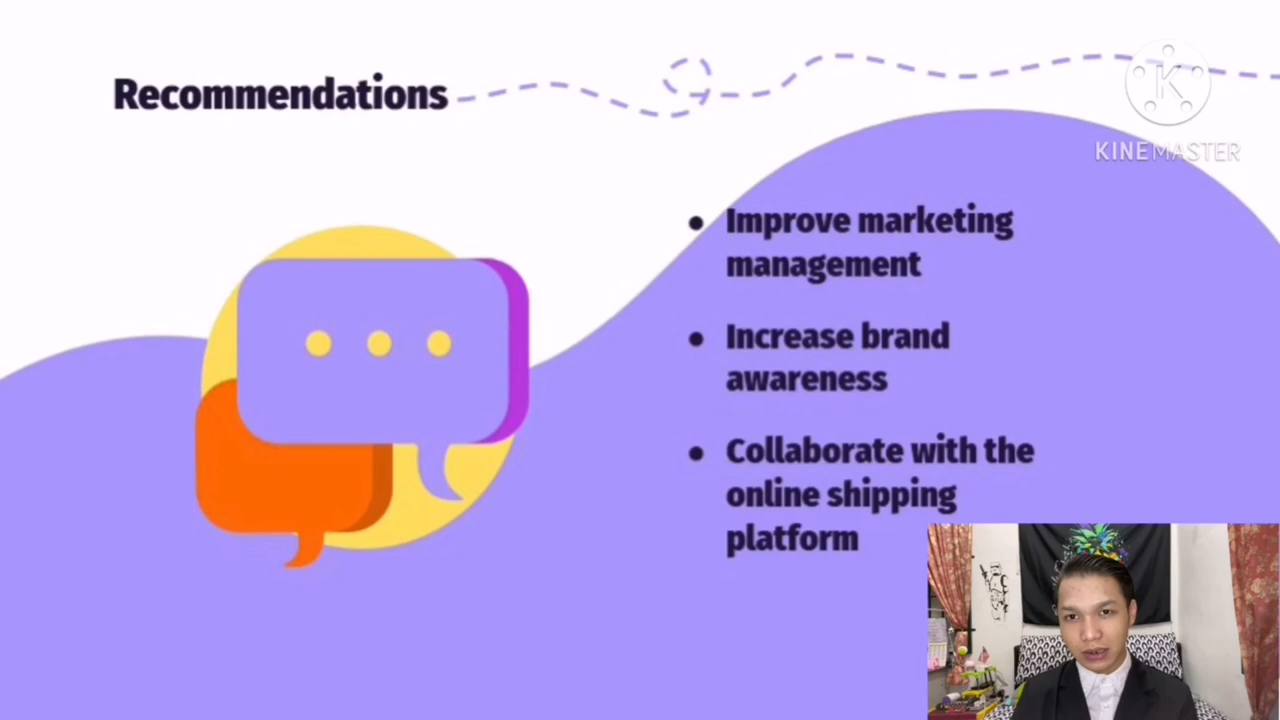 Recommendations
KINEMASTER
• Improve marketing
management
• Increase brand
awareness
• Collaborate with the
online shipping
platform